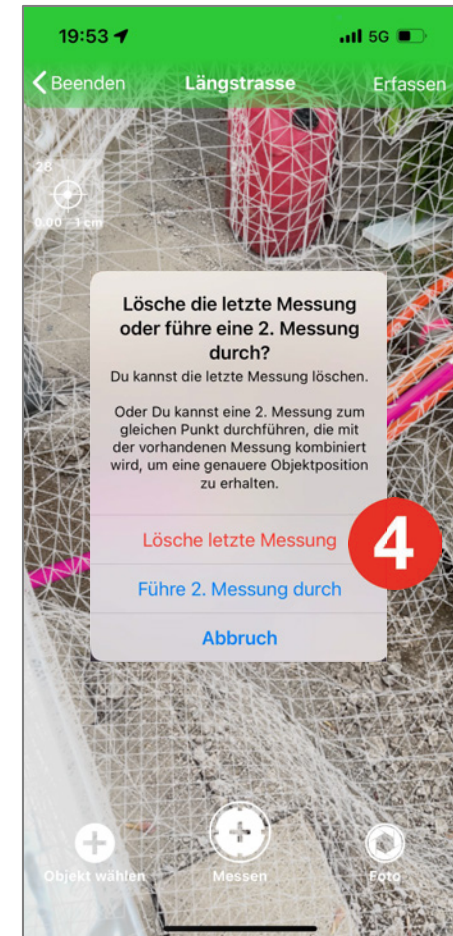 19:53
5G
Beenden Längstrasse Erfassen
28
0.00 - 1 cm
Lösche die letzte Messung
oder führe eine 2. Messung
durch?
Du kannst die letzte Messung löschen.
Oder Du kannst eine 2. Messung zum
gleichen Punkt durchführen, die mit
der vorhandenen Messung kombiniert
wird, um eine genauere Objektposition
zu erhalten.
Lösche letzte Messung
4
Führe 2. Messung durch
Abbruch
Objekt wählen Messen Foto